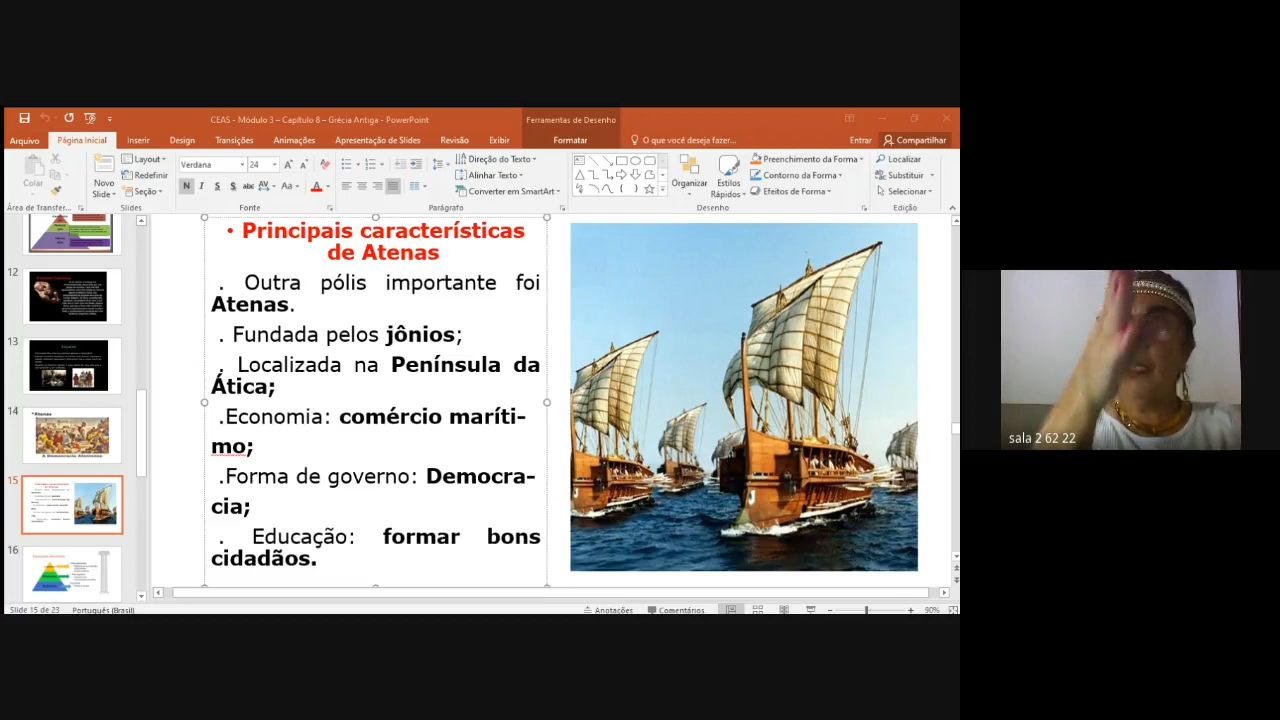 CEAS - Módulo 3 – Capítulo 8 – Grécia Antiga - PowerPoint
Ferramentas de Desenho
Arquivo Página Inicial Inserir Design Transições Animações Apresentação de Slides Revisão Exibir Formatar O que você deseja fazer... Entrar Compartilhar
Colar
Novo Slide
Layout
Redefinir
Seção
Verdana 24
N I S S abc AV Aa A
Direção do Texto
Alinhar Texto
Converter em SmartArt
Organizar
Estilos Rápidos
Preenchimento da Forma
Contorno da Forma
Efeitos de Forma
Localizar
Substituir
Selecionar
Área de Transfer... Slides Fonte Parágrafo Desenho Edição
12
13
14
15
16
• Principais características
de Atenas
. Outra pólis importante foi
Atenas.
. Fundada pelos jônios;
. Localizada na Península da
Ática;
.Economia: comércio maríti-
mo;
.Forma de governo: Democra-
cia;
. Educação: formar bons
cidadãos.
Slide 15 de 23 Português (Brasil) Anotações Comentários 90%
sala 2 62 22